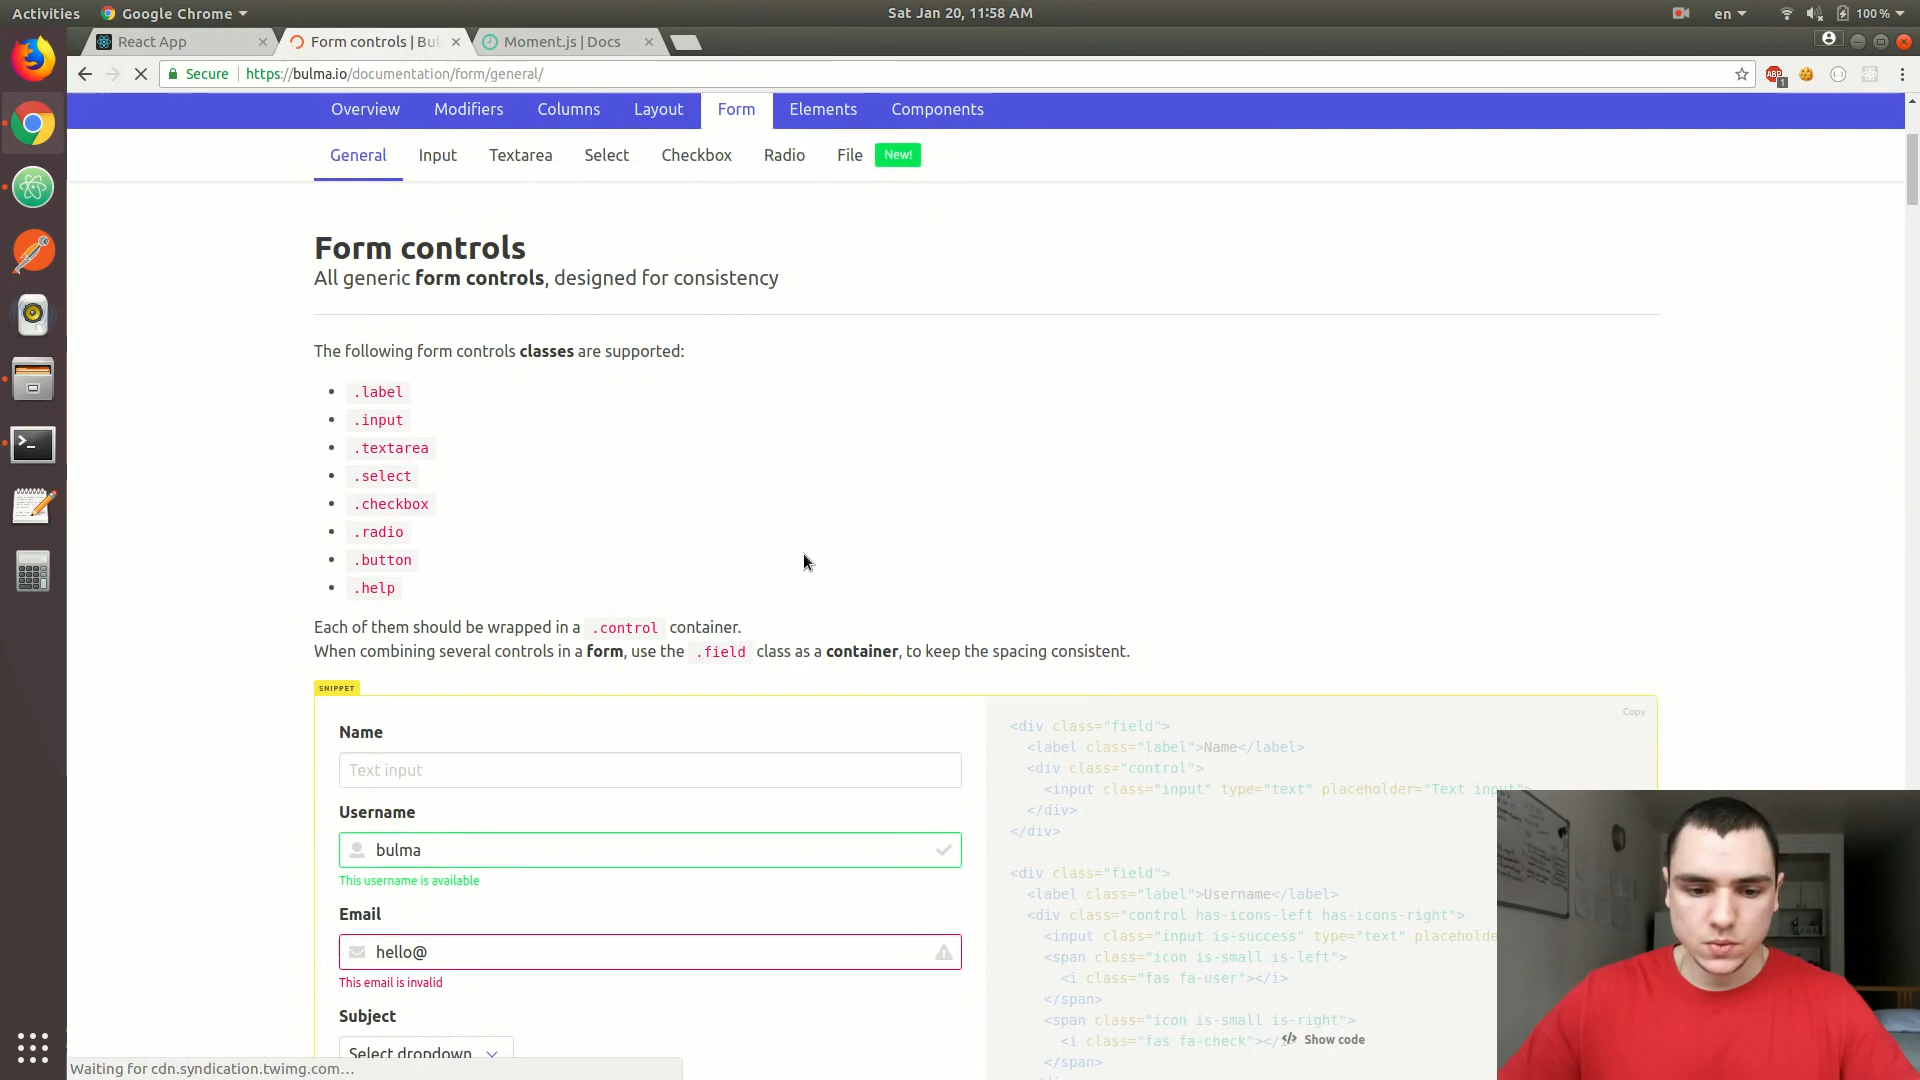 Activities
Google Chrome
Sat Jan 20, 11:58 AM
en
100 %
React App
Form controls | Bul
Moment.js | Docs
Secure
https://bulma.io/documentation/form/general/
ABP
1
Overview
Modifiers
Columns
Layout
Form
Elements
Components
General
Input
Textarea
Select
Checkbox
Radio
File
New!
Form controls
All generic form controls, designed for consistency
The following form controls classes are supported:
.label
.input
.textarea
.select
.checkbox
.radio
.button
.help
Each of them should be wrapped in a .control container.
When combining several controls in a form, use the .field class as a container, to keep the spacing consistent.
SNIPPET
Name
Text input
Username
bulma
This username is available
Email
hello@
This email is invalid
Subject
Select dropdown
Copy
<div class="field">
<label class="label">Name</label>
<div class="control">
<input class="input" type="text" placeholder="Text input">
</div>
</div>
<div class="field">
<label class="label">Username</label>
<div class="control has-icons-left has-icons-right">
<input class="input is-success" type="text" placeholde
<span class="icon is-small is-left">
<i class="fas fa-user"></i>
</span>
<span class="icon is-small is-right">
<i class="fas fa-check"></i>
</span>
Show code
Waiting for cdn.syndication.twimg.com...